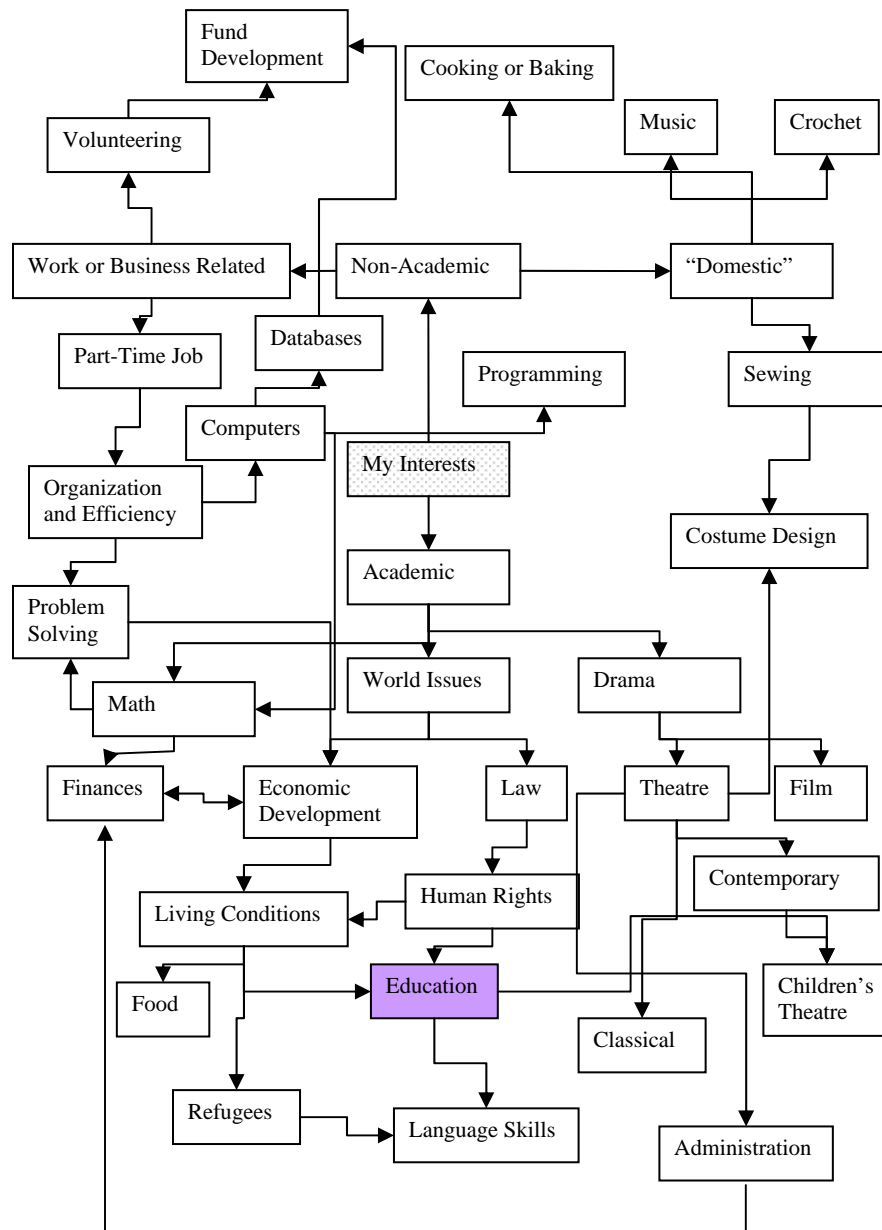 Fund
Development
Cooking or Baking
Music
Crochet
Volunteering
Work or Business Related
Non-Academic
“Domestic”
Databases
Part-Time Job
Programming
Sewing
Computers
My Interests
Organization
and Efficiency
Costume Design
Academic
Problem
Solving
World Issues
Drama
Math
Finances
Economic
Development
Law
Theatre
Film
Contemporary
Living Conditions
Human Rights
Education
Food
Children’s
Theatre
Classical
Refugees
Language Skills
Administration